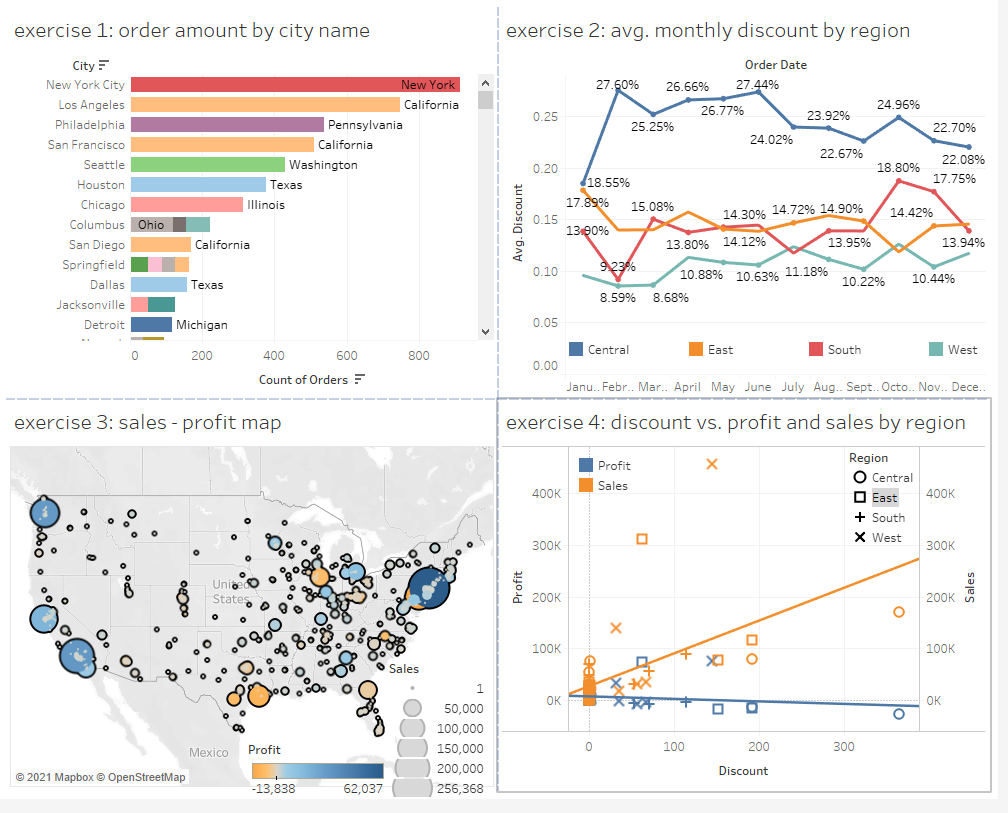 exercise 1: order amount by city name
City
New York City
New York
Los Angeles
California
Philadelphia
Pennsylvania
San Francisco
California
Seattle
Washington
Houston
Texas
Chicago
Illinois
Columbus
Ohio
San Diego
California
Springfield
Dallas
Texas
Jacksonville
Detroit
Michigan
0 200 400 600 800
Count of Orders
exercise 2: avg. monthly discount by region
Order Date
Avg. Discount
0.25
0.20
0.15
0.10
0.05
0.00
27.60%
26.66%
27.44%
25.25%
26.77%
24.02%
23.92%
22.67%
24.96%
22.70%
22.08%
18.55%
17.89%
18.80%
17.75%
15.08%
14.30%
14.72%
14.90%
14.42%
13.90%
13.80%
14.12%
13.95%
13.94%
9.23%
10.88%
10.63%
11.18%
10.22%
10.44%
8.59%
8.68%
Central
East
South
West
Janu.. Febr.. Mar.. April May June July Aug.. Sept.. Octo.. Nov.. Dece..
exercise 3: sales - profit map
United
States
Mexico
Sales
1
50,000
100,000
150,000
200,000
256,368
Profit
-13,838 62,037
© 2021 Mapbox © OpenStreetMap
exercise 4: discount vs. profit and sales by region
Profit
Sales
Region
Central
East
South
West
Profit
400K
300K
200K
100K
0K
Sales
400K
300K
200K
100K
0K
0 100 200 300
Discount